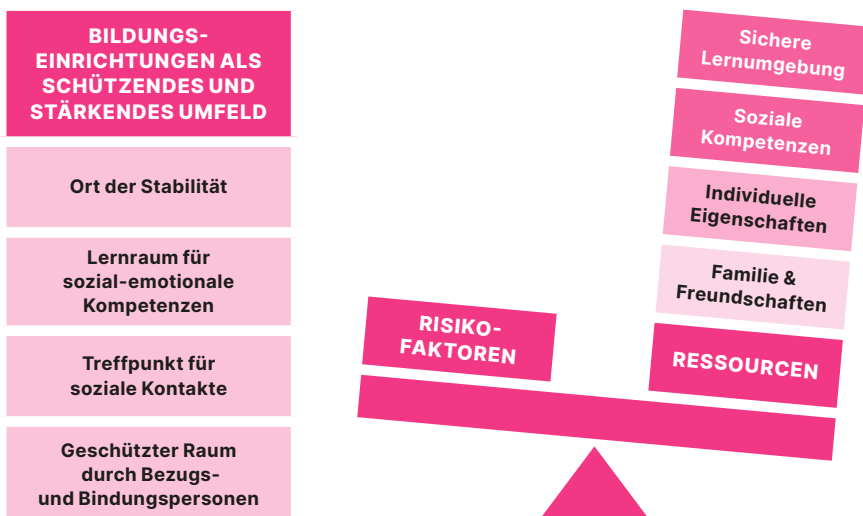 BILDUNGS-
EINRICHTUNGEN ALS
SCHÜTZENDES UND
STÄRKENDES UMFELD
Ort der Stabilität
Lernraum für
sozial-emotionale
Kompetenzen
Treffpunkt für
soziale Kontakte
Geschützter Raum
durch Bezugs-
und Bindungspersonen
RISIKO-
FAKTOREN
Sichere
Lernumgebung
Soziale
Kompetenzen
Individuelle
Eigenschaften
Familie &
Freundschaften
RESSOURCEN